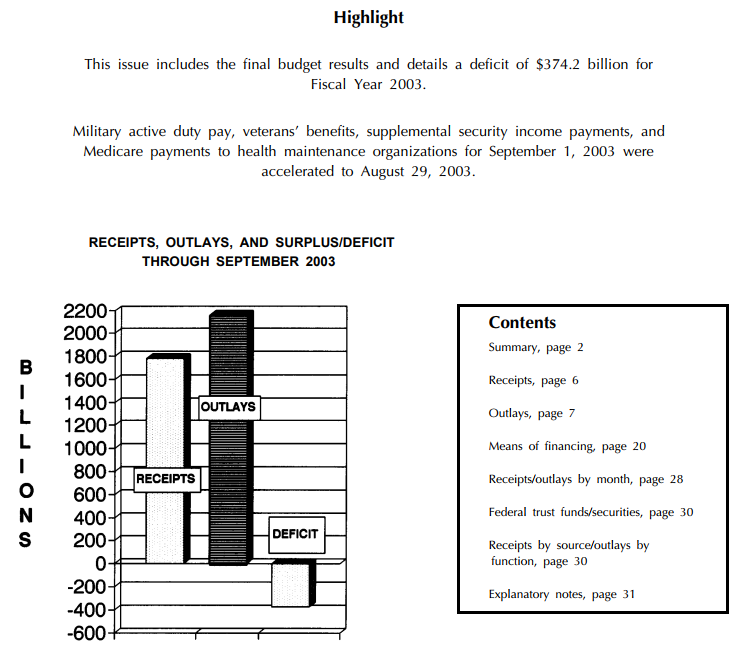 Highlight
This issue includes the final budget results and details a deficit of $374.2 billion for
Fiscal Year 2003.
Military active duty pay, veterans’ benefits, supplemental security income payments, and
Medicare payments to health maintenance organizations for September 1, 2003 were
accelerated to August 29, 2003.
RECEIPTS, OUTLAYS, AND SURPLUS/DEFICIT
THROUGH SEPTEMBER 2003
BILLIONS
2200
2000
1800
1600
1400
1200
1000
800
600
400
200
0
-200
-400
-600
OUTLAYS
RECEIPTS
DEFICIT
Contents
Summary, page 2
Receipts, page 6
Outlays, page 7
Means of financing, page 20
Receipts/outlays by month, page 28
Federal trust funds/securities, page 30
Receipts by source/outlays by
function, page 30
Explanatory notes, page 31